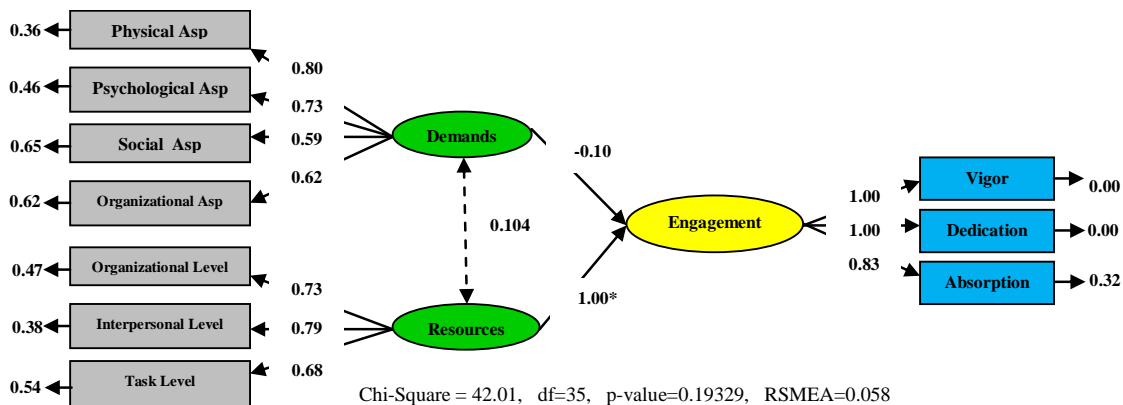 0.36
Physical Asp
0.80
0.46
Psychological Asp
0.73
0.65
Social Asp
0.59
0.62
Organizational Asp
0.62
Demands
-0.10
0.104
Engagement
1.00
Vigor
0.00
1.00
Dedication
0.00
0.83
Absorption
0.32
0.47
Organizational Level
0.73
0.38
Interpersonal Level
0.79
0.54
Task Level
0.68
Resources
1.00*
Chi-Square = 42.01, df=35, p-value=0.19329, RSMEA=0.058